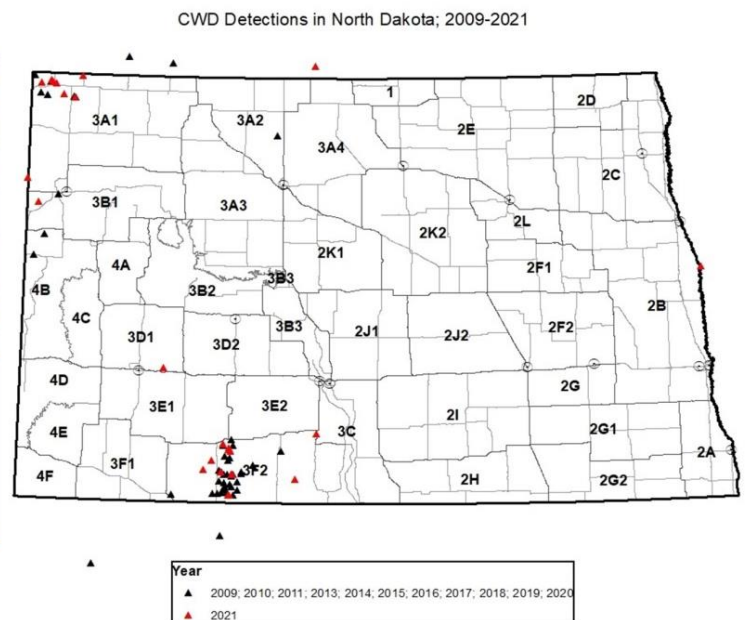 CWD Detections in North Dakota; 2009-2021
1
2D
3A1
3A2
2E
3A4
2C
3B1
3A3
2L
2K2
2K1
4A
2F1
3B3
4B
3B2
2B
4C
3B3
2F2
3D1
3D2
2J1
2J2
4D
2G
3E1
3E2
2I
4E
3C
2G1
2A
3F1
3F2
4F
2H
2G2
Year
2009; 2010; 2011; 2013; 2014; 2015; 2016; 2017; 2018; 2019; 2020
2021